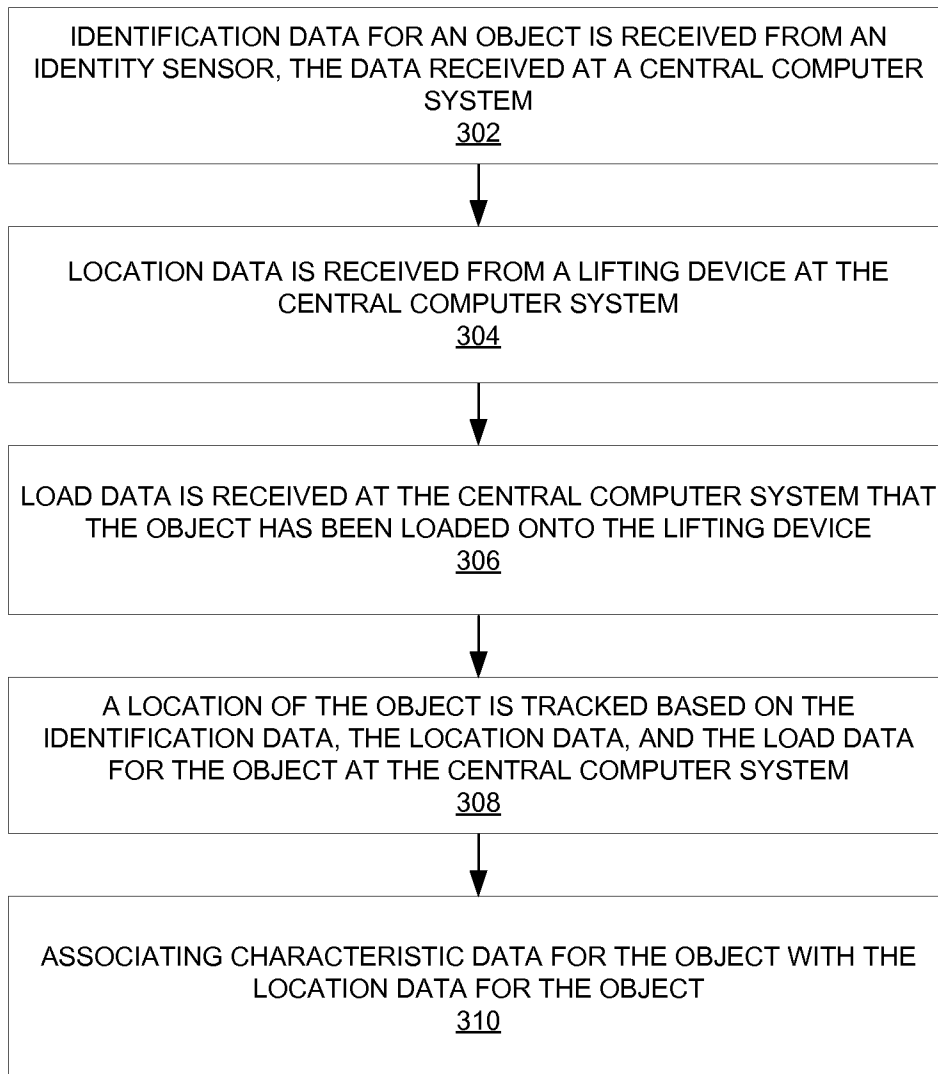 IDENTIFICATION DATA FOR AN OBJECT IS RECEIVED FROM AN
IDENTITY SENSOR, THE DATA RECEIVED AT A CENTRAL COMPUTER
SYSTEM
302
LOCATION DATA IS RECEIVED FROM A LIFTING DEVICE AT THE
CENTRAL COMPUTER SYSTEM
304
LOAD DATA IS RECEIVED AT THE CENTRAL COMPUTER SYSTEM THAT
THE OBJECT HAS BEEN LOADED ONTO THE LIFTING DEVICE
306
A LOCATION OF THE OBJECT IS TRACKED BASED ON THE
IDENTIFICATION DATA, THE LOCATION DATA, AND THE LOAD DATA
FOR THE OBJECT AT THE CENTRAL COMPUTER SYSTEM
308
ASSOCIATING CHARACTERISTIC DATA FOR THE OBJECT WITH THE
LOCATION DATA FOR THE OBJECT
310